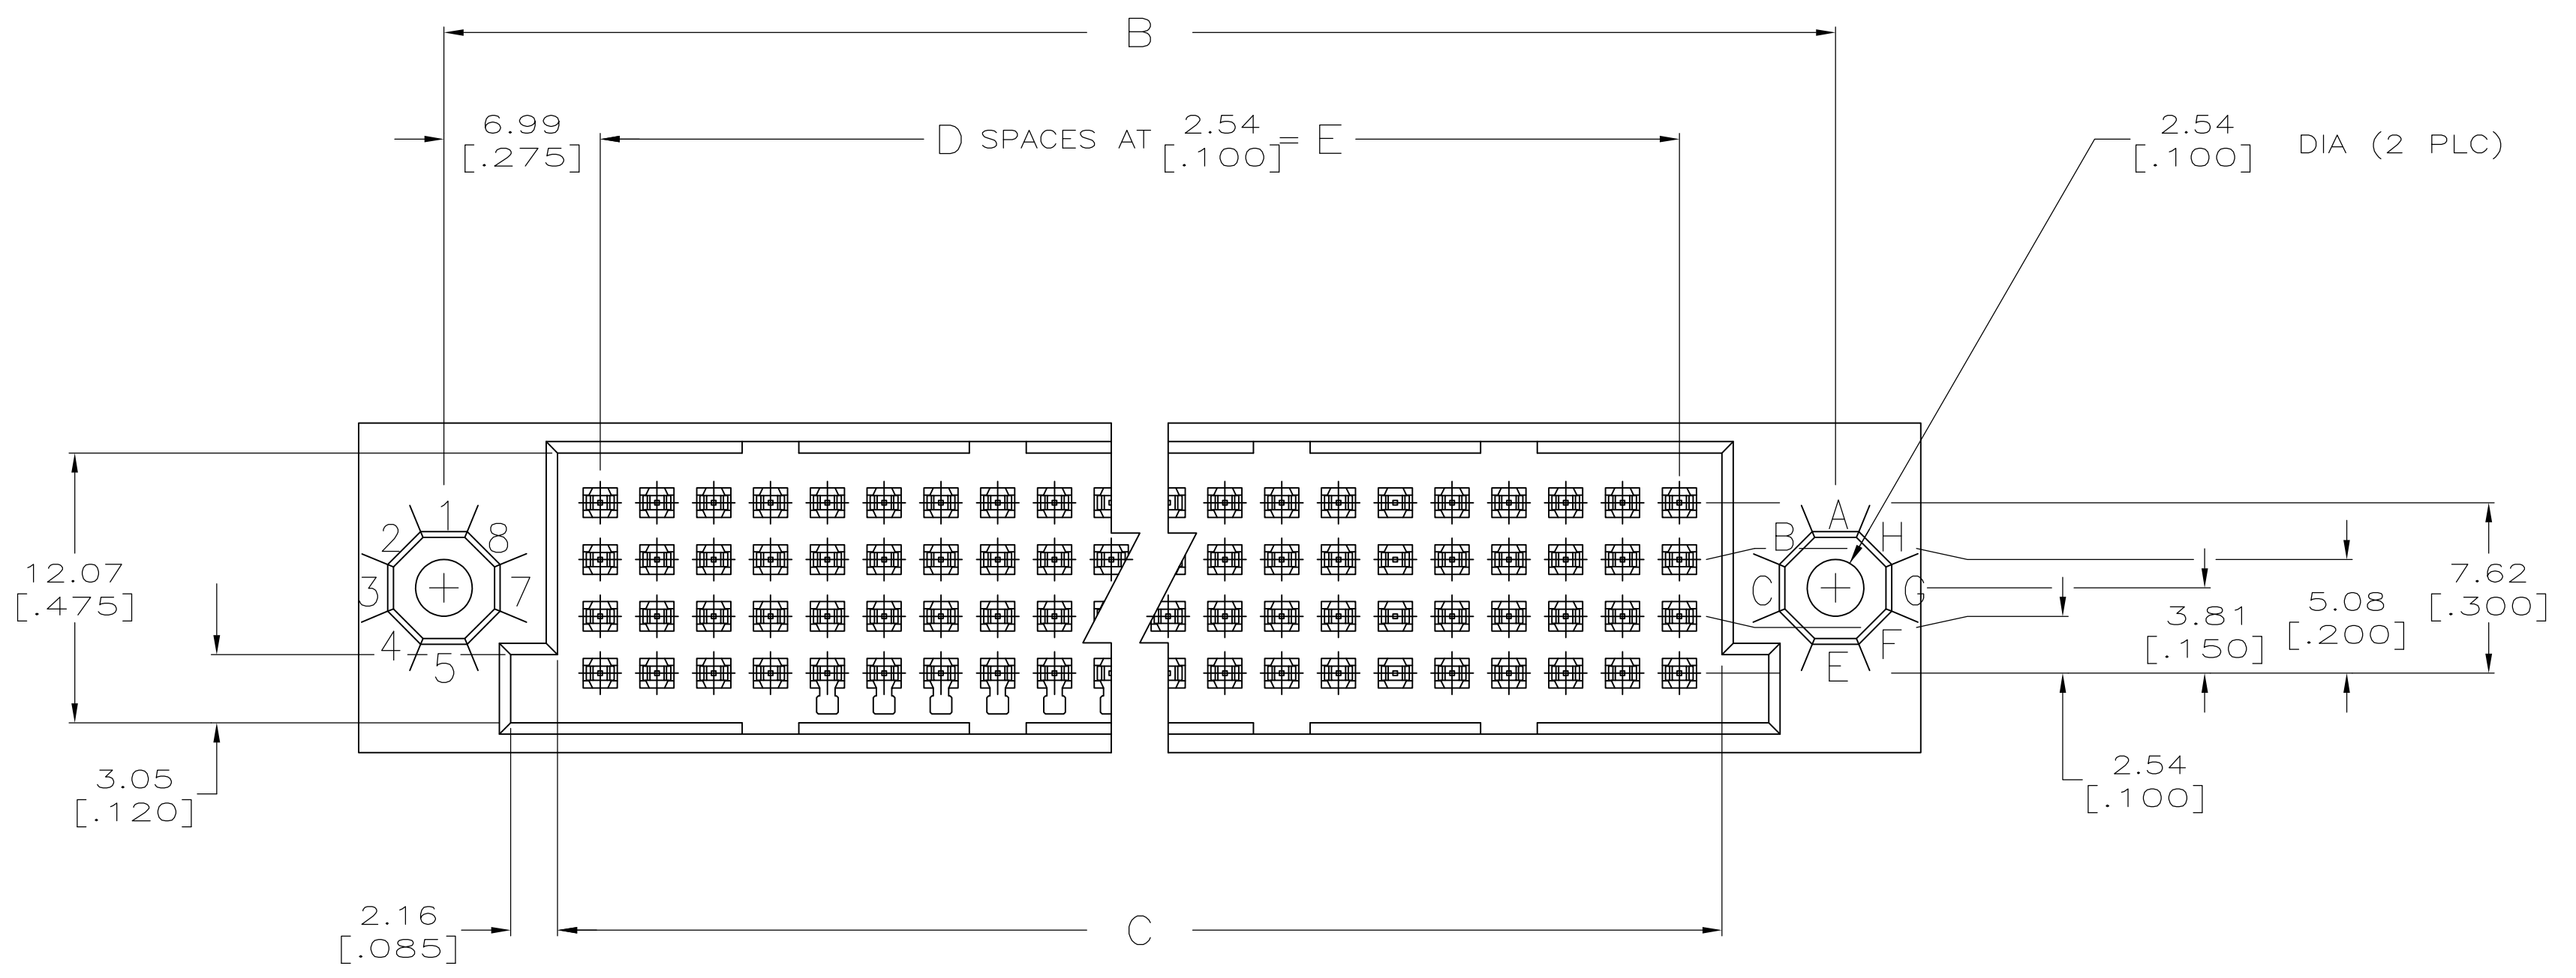 B
6.99
[.275]
D SPACES AT 2.54 = E
[.100]
2.54
[.100] DIA (2 PLC)
1
2 8
3 7
4
5
A
B H
C G
F
E
12.07
[.475]
3.05
[.120]
7.62
[.300]
5.08
[.200]
3.81
[.150]
2.54
[.100]
2.16
[.085]
C